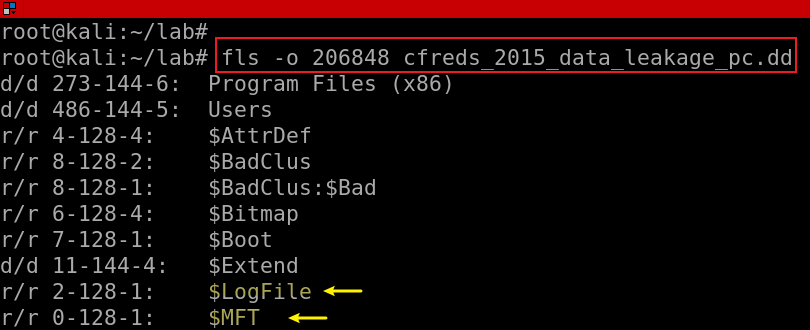 root@kali:~/lab#
root@kali:~/lab# fls -o 206848 cfreds_2015_data_leakage_pc.dd
d/d 273-144-6:  Program Files (x86)
d/d 486-144-5:  Users
r/r 4-128-4:    $AttrDef
r/r 8-128-2:    $BadClus
r/r 8-128-1:    $BadClus:$Bad
r/r 6-128-4:    $Bitmap
r/r 7-128-1:    $Boot
d/d 11-144-4:   $Extend
r/r 2-128-1:    $LogFile
r/r 0-128-1:    $MFT